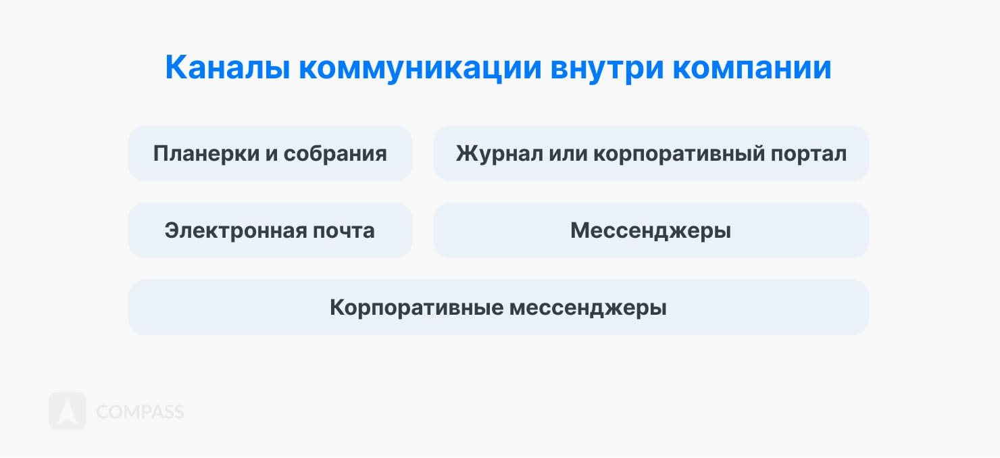 Каналы коммуникации внутри компании
Планерки и собрания
Журнал или корпоративный портал
Электронная почта
Мессенджеры
Корпоративные мессенджеры
COMPASS